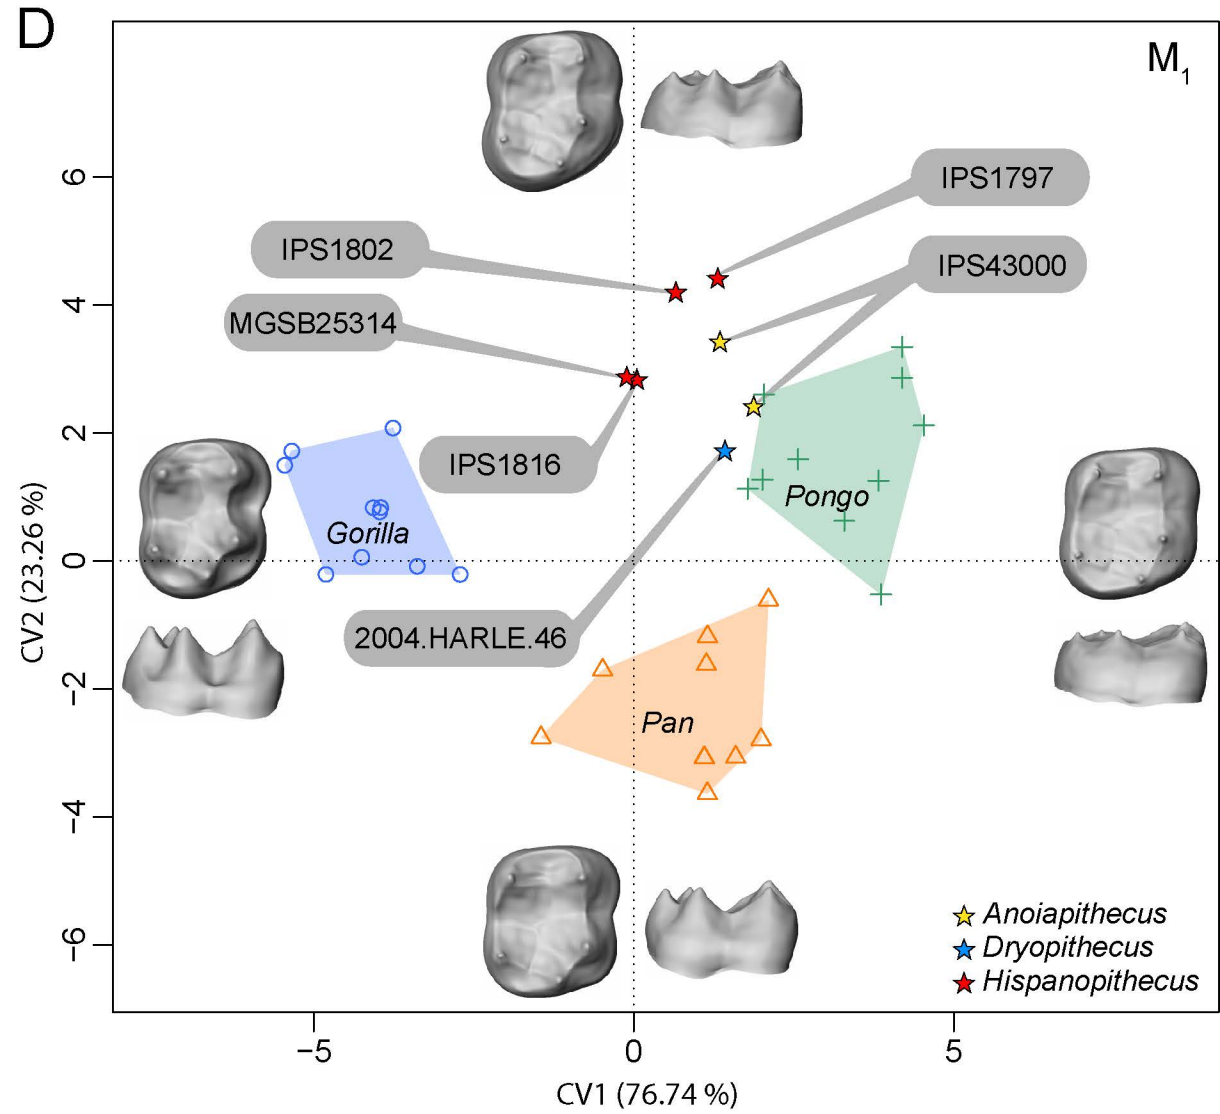 D
M1
IPS1797
IPS1802
IPS43000
MGSB25314
IPS1816
Pongo
Gorilla
2004.HARLE.46
Pan
Anoiapithecus
Dryopithecus
Hispanopithecus
6
4
2
0
−2
−4
−6
CV2 (23.26 %)
−5
0
5
CV1 (76.74 %)